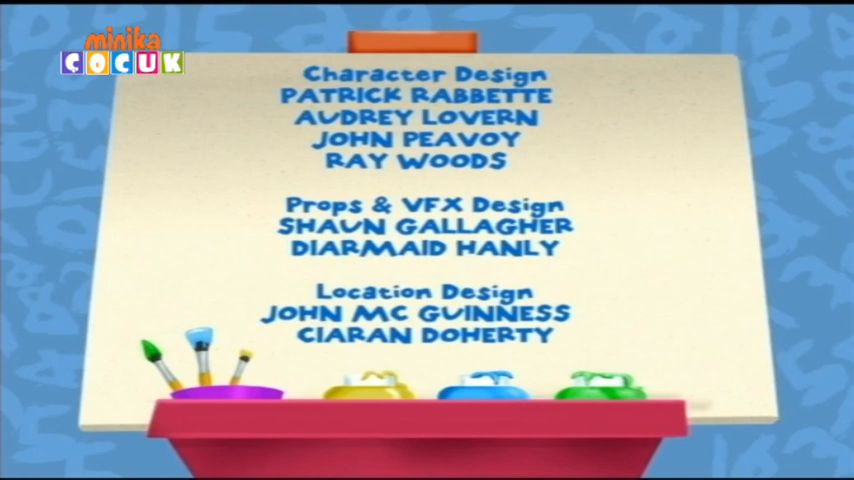 minika
ÇOCUK
Character Design
PATRICK RABBETTE
AUDREY LOVERN
JOHN PEAVOY
RAY WOODS
Props & VFX Design
SHAUN GALLAGHER
DIARMAID HANLY
Location Design
JOHN MC GUINNESS
CIARAN DOHERTY